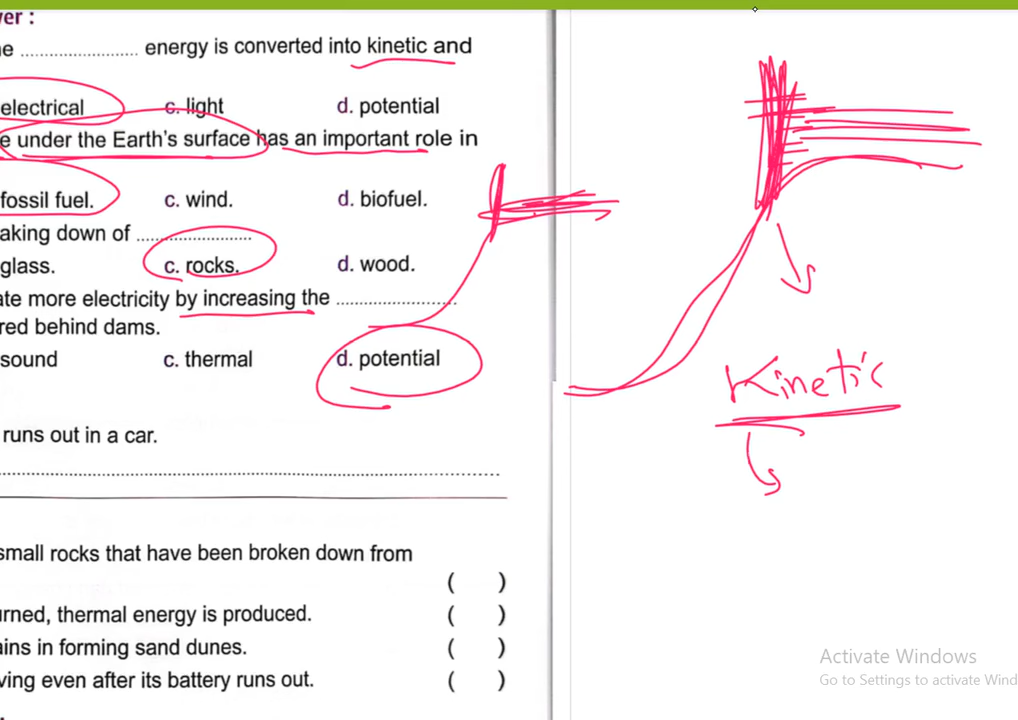 ver :
ne ........................ energy is converted into kinetic and
electrical c. light d. potential
e under the Earth's surface has an important role in
fossil fuel. c. wind. d. biofuel.
aking down of ........................
glass. c. rocks. d. wood.
ate more electricity by increasing the ........................
red behind dams.
sound c. thermal d. potential
Kinetic
runs out in a car.
small rocks that have been broken down from
( )
urned, thermal energy is produced. ( )
ains in forming sand dunes. ( )
ving even after its battery runs out. ( )
Activate Windows
Go to Settings to activate Wind